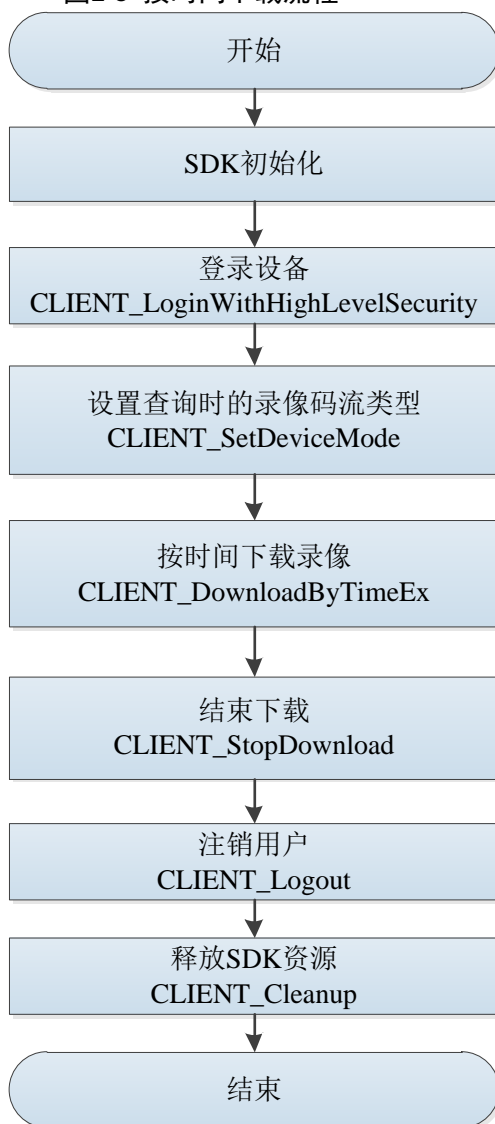 开始
SDK初始化
登录设备
CLIENT_LoginWithHighLevelSecurity
设置查询时的录像码流类型
CLIENT_SetDeviceMode
按时间下载录像
CLIENT_DownloadByTimeEx
结束下载
CLIENT_StopDownload
注销用户
CLIENT_Logout
释放SDK资源
CLIENT_Cleanup
结束